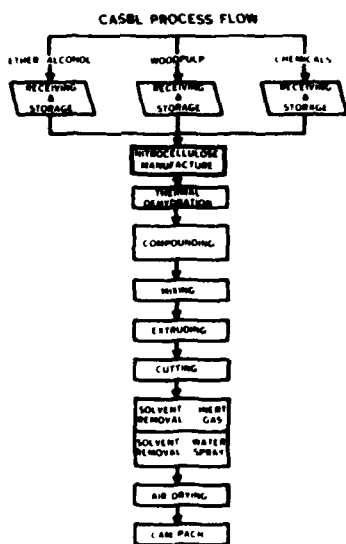 CASBL PROCESS FLOW
ETHER ALCOHOL
WOODPULP
CHEMICALS
RECEIVING
&
STORAGE
RECEIVING
&
STORAGE
RECEIVING
&
STORAGE
NITROCELLULOSE
MANUFACTURE
THERMAL
DEHYDRATION
COMPOUNDING
MIXING
EXTRUDING
CUTTING
SOLVENT INERT
REMOVAL GAS
SOLVENT WATER
REMOVAL SPRAY
AIR DRYING
CAN PACK